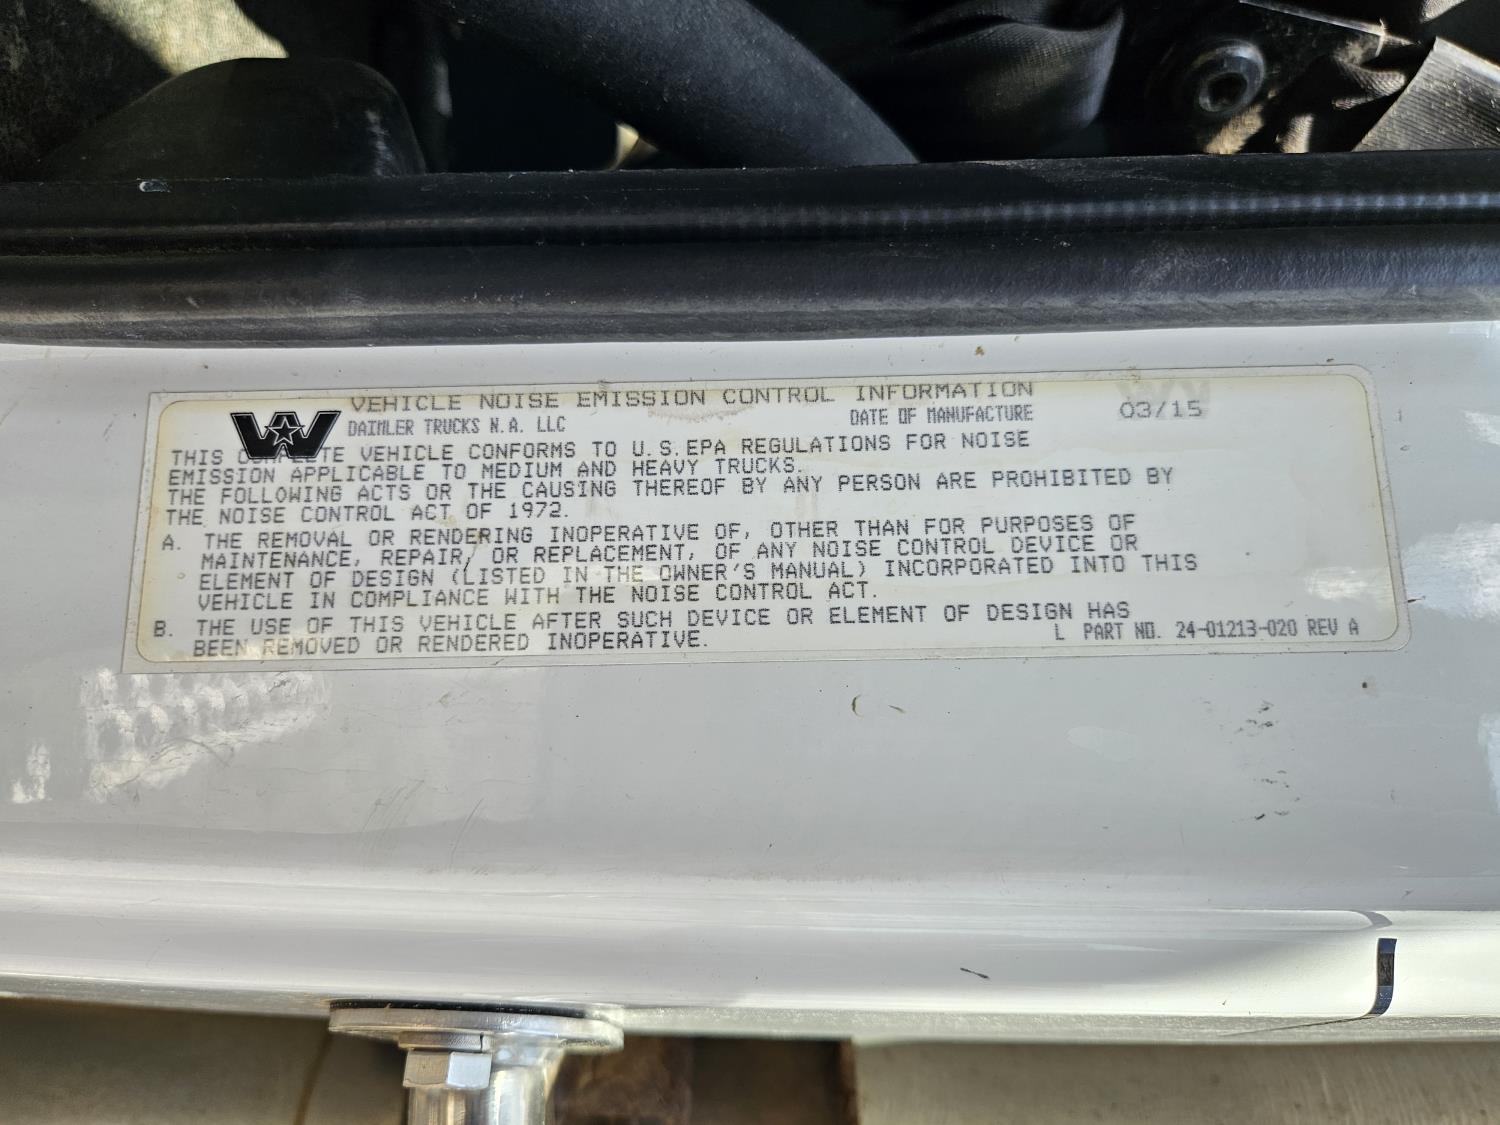 VEHICLE NOISE EMISSION CONTROL INFORMATION
DAIMLER TRUCKS N.A. LLC DATE OF MANUFACTURE 03/15
THIS VEHICLE CONFORMS TO U.S.EPA REGULATIONS FOR NOISE
EMISSION APPLICABLE TO MEDIUM AND HEAVY TRUCKS.
THE FOLLOWING ACTS OR THE CAUSING THEREOF BY ANY PERSON ARE PROHIBITED BY
THE NOISE CONTROL ACT OF 1972.
A. THE REMOVAL OR RENDERING INOPERATIVE OF, OTHER THAN FOR PURPOSES OF
MAINTENANCE, REPAIR, OR REPLACEMENT, OF ANY NOISE CONTROL DEVICE OR
ELEMENT OF DESIGN (LISTED IN THE OWNER'S MANUAL) INCORPORATED INTO THIS
VEHICLE IN COMPLIANCE WITH THE NOISE CONTROL ACT.
B. THE USE OF THIS VEHICLE AFTER SUCH DEVICE OR ELEMENT OF DESIGN HAS
BEEN REMOVED OR RENDERED INOPERATIVE.
L PART NO. 24-01213-020 REV A